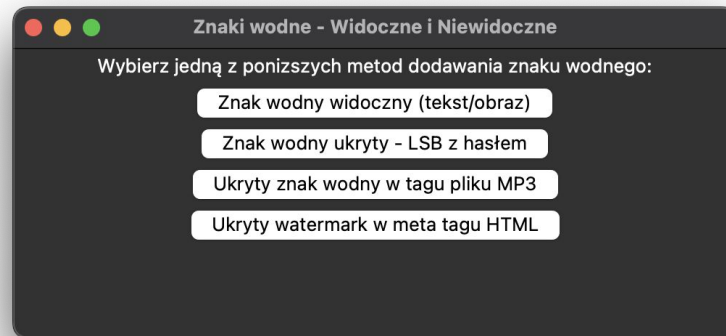 Znaki wodne - Widoczne i Niewidoczne
Wybierz jedną z ponizszych metod dodawania znaku wodnego:
Znak wodny widoczny (tekst/obraz)
Znak wodny ukryty - LSB z hasłem
Ukryty znak wodny w tagu pliku MP3
Ukryty watermark w meta tagu HTML